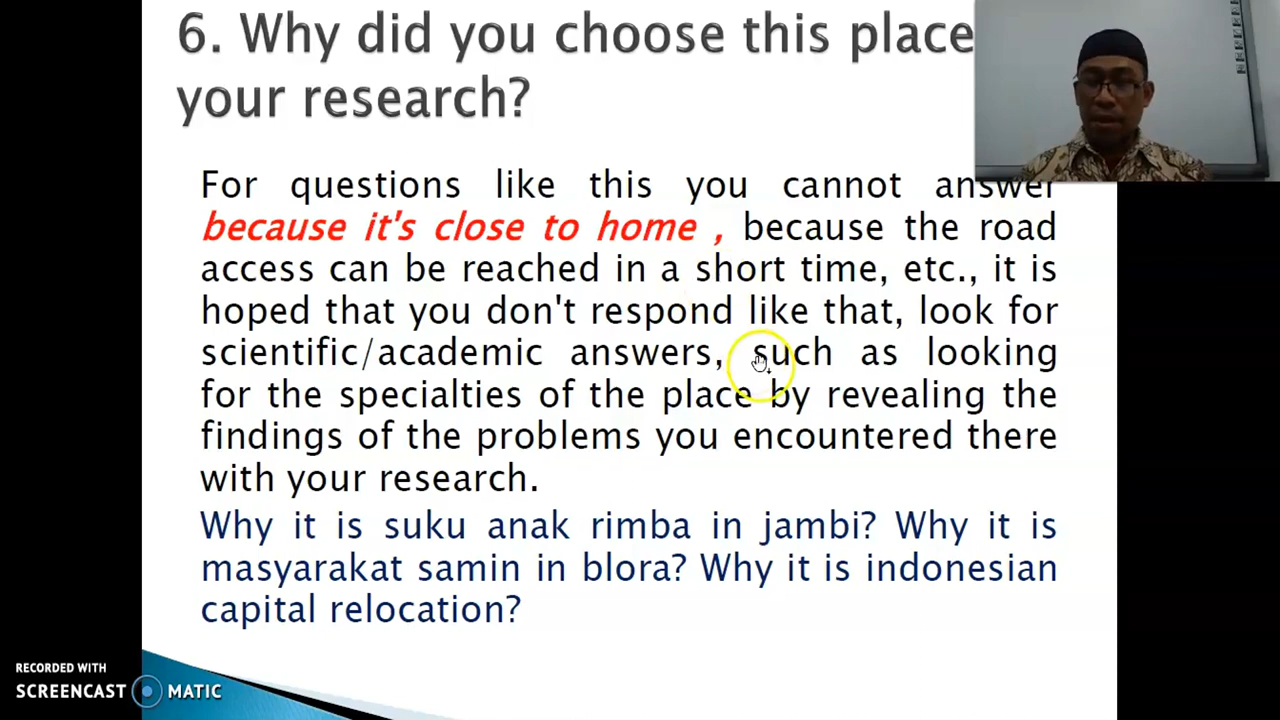 6. Why did you choose this place
your research?
For questions like this you cannot answer
because it's close to home , because the road
access can be reached in a short time, etc., it is
hoped that you don't respond like that, look for
scientific/academic answers, such as looking
for the specialties of the place by revealing the
findings of the problems you encountered there
with your research.
Why it is suku anak rimba in jambi? Why it is
masyarakat samin in blora? Why it is indonesian
capital relocation?
RECORDED WITH
SCREENCAST MATIC